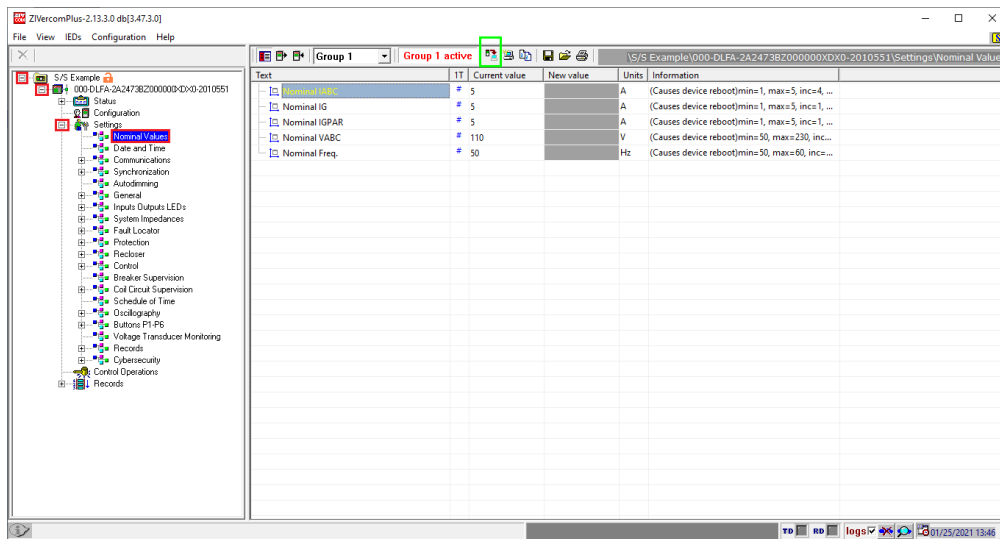 ZIVercomPlus-2.13.3.0 db[3.47.3.0]
File View IEDs Configuration Help
Group 1
Group 1 active
\S/S Example\000-DLFA-2A2473BZ000000XDX0-2010551\Settings\Nominal Value
S/S Example
000-DLFA-2A2473BZ000000XDX0-2010551
Status
Configuration
Settings
Nominal Values
Date and Time
Communications
Synchronization
Autodimming
General
Inputs Outputs LEDs
System Impedances
Fault Locator
Protection
Recloser
Control
Breaker Supervision
Coil Circuit Supervision
Schedule of Time
Oscillography
Buttons P1-P6
Voltage Transducer Monitoring
Records
Cybersecurity
Control Operations
Records
Text 1T Current value New value Units Information
Nominal IABC # 5 A (Causes device reboot)min=1, max=5, inc=4, ...
Nominal IG # 5 A (Causes device reboot)min=1, max=5, inc=1, ...
Nominal IGPAR # 5 A (Causes device reboot)min=1, max=5, inc=1, ...
Nominal VABC # 110 V (Causes device reboot)min=50, max=230, inc...
Nominal Freq. # 50 Hz (Causes device reboot)min=50, max=60, inc=...
TD RD logs 01/25/2021 13:46